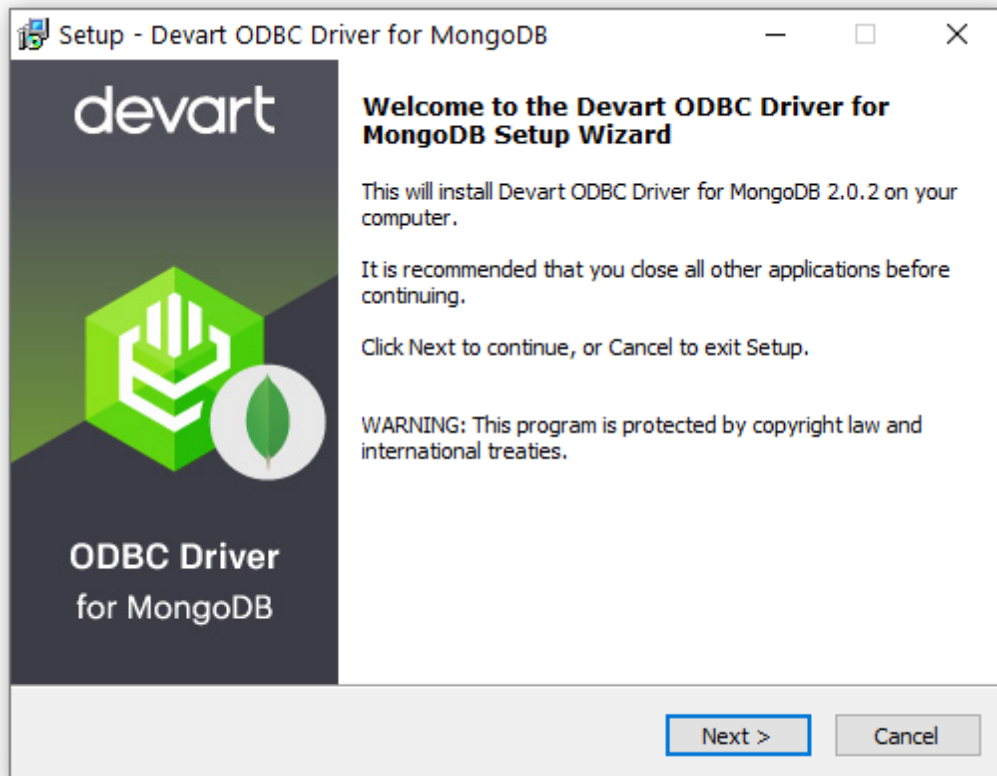 Setup - Devart ODBC Driver for MongoDB
devart
Welcome to the Devart ODBC Driver for
MongoDB Setup Wizard
This will install Devart ODBC Driver for MongoDB 2.0.2 on your
computer.
It is recommended that you close all other applications before
continuing.
Click Next to continue, or Cancel to exit Setup.
WARNING: This program is protected by copyright law and
international treaties.
ODBC Driver
for MongoDB
Next >
Cancel